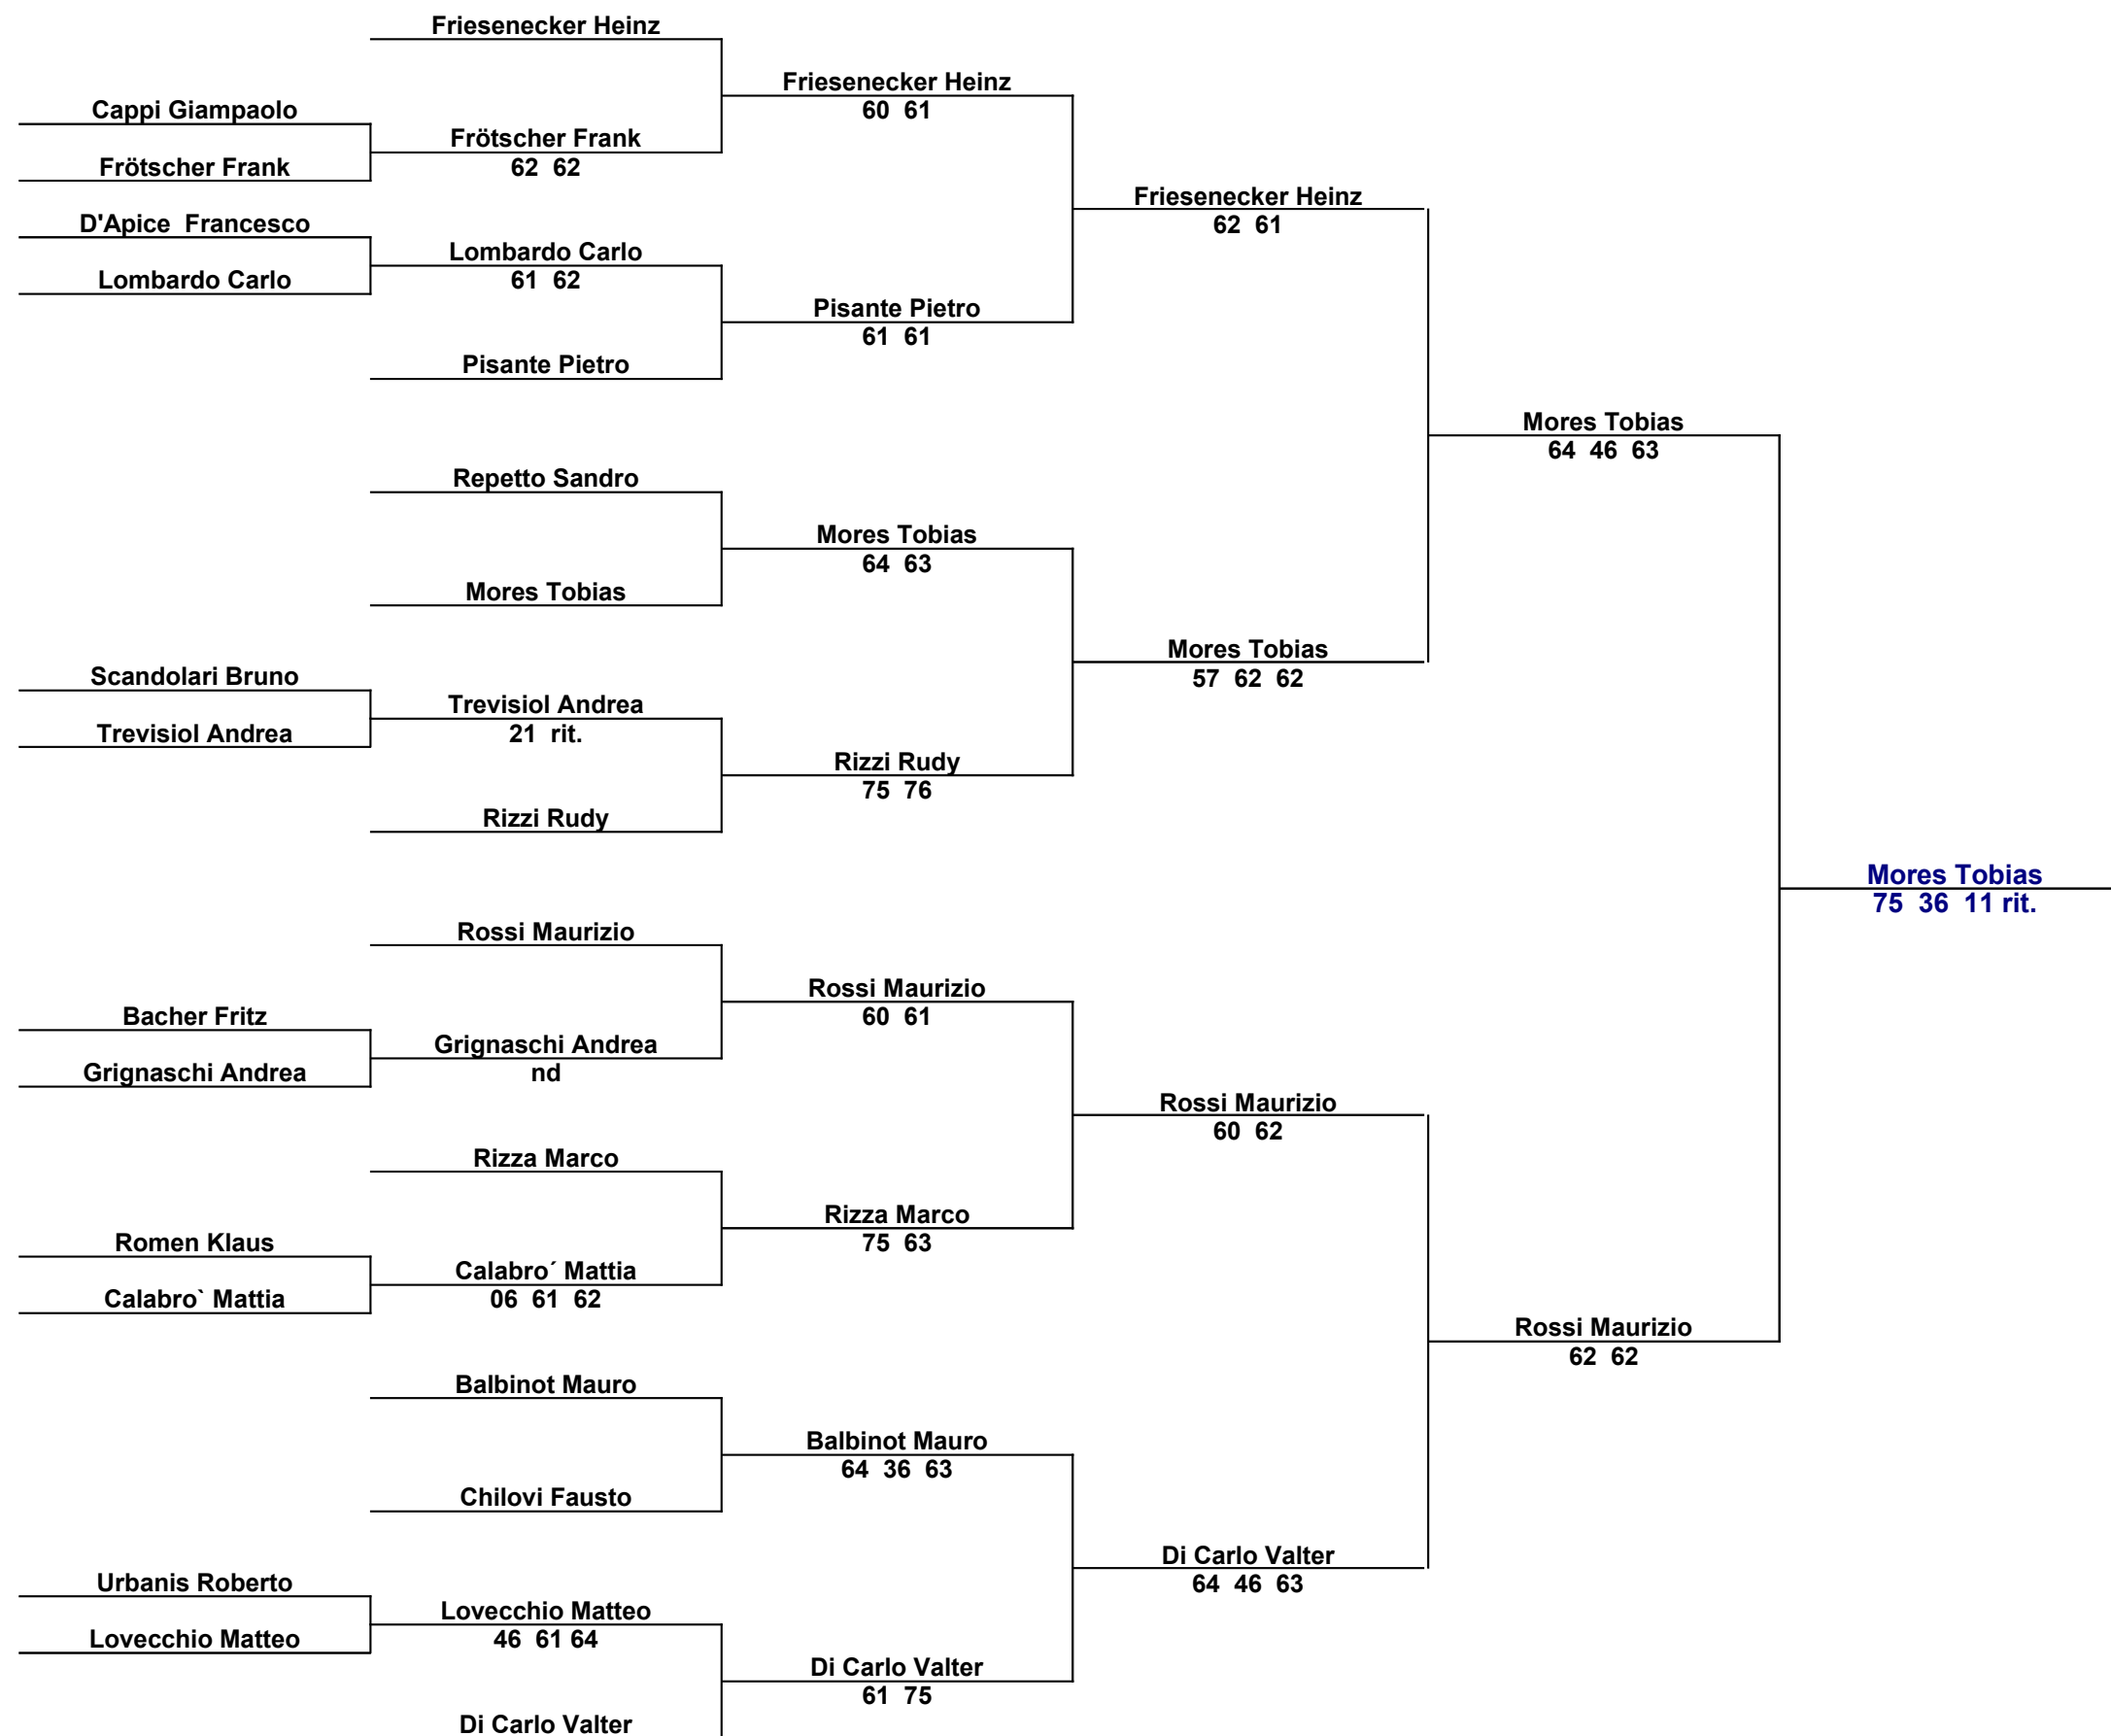 Friesenecker Heinz
Friesenecker Heinz
60 61
Cappi Giampaolo
Frötscher Frank
62 62
Frötscher Frank
Friesenecker Heinz
62 61
D'Apice Francesco
Lombardo Carlo
61 62
Lombardo Carlo
Pisante Pietro
61 61
Pisante Pietro
Mores Tobias
64 46 63
Repetto Sandro
Mores Tobias
64 63
Mores Tobias
Mores Tobias
57 62 62
Scandolari Bruno
Trevisiol Andrea
21 rit.
Trevisiol Andrea
Rizzi Rudy
75 76
Rizzi Rudy
Mores Tobias
75 36 11 rit.
Rossi Maurizio
Rossi Maurizio
60 61
Bacher Fritz
Grignaschi Andrea
nd
Grignaschi Andrea
Rossi Maurizio
60 62
Rizza Marco
Rizza Marco
75 63
Romen Klaus
Calabro´ Mattia
06 61 62
Calabro` Mattia
Rossi Maurizio
62 62
Balbinot Mauro
Balbinot Mauro
64 36 63
Chilovi Fausto
Di Carlo Valter
64 46 63
Urbanis Roberto
Lovecchio Matteo
46 61 64
Lovecchio Matteo
Di Carlo Valter
61 75
Di Carlo Valter